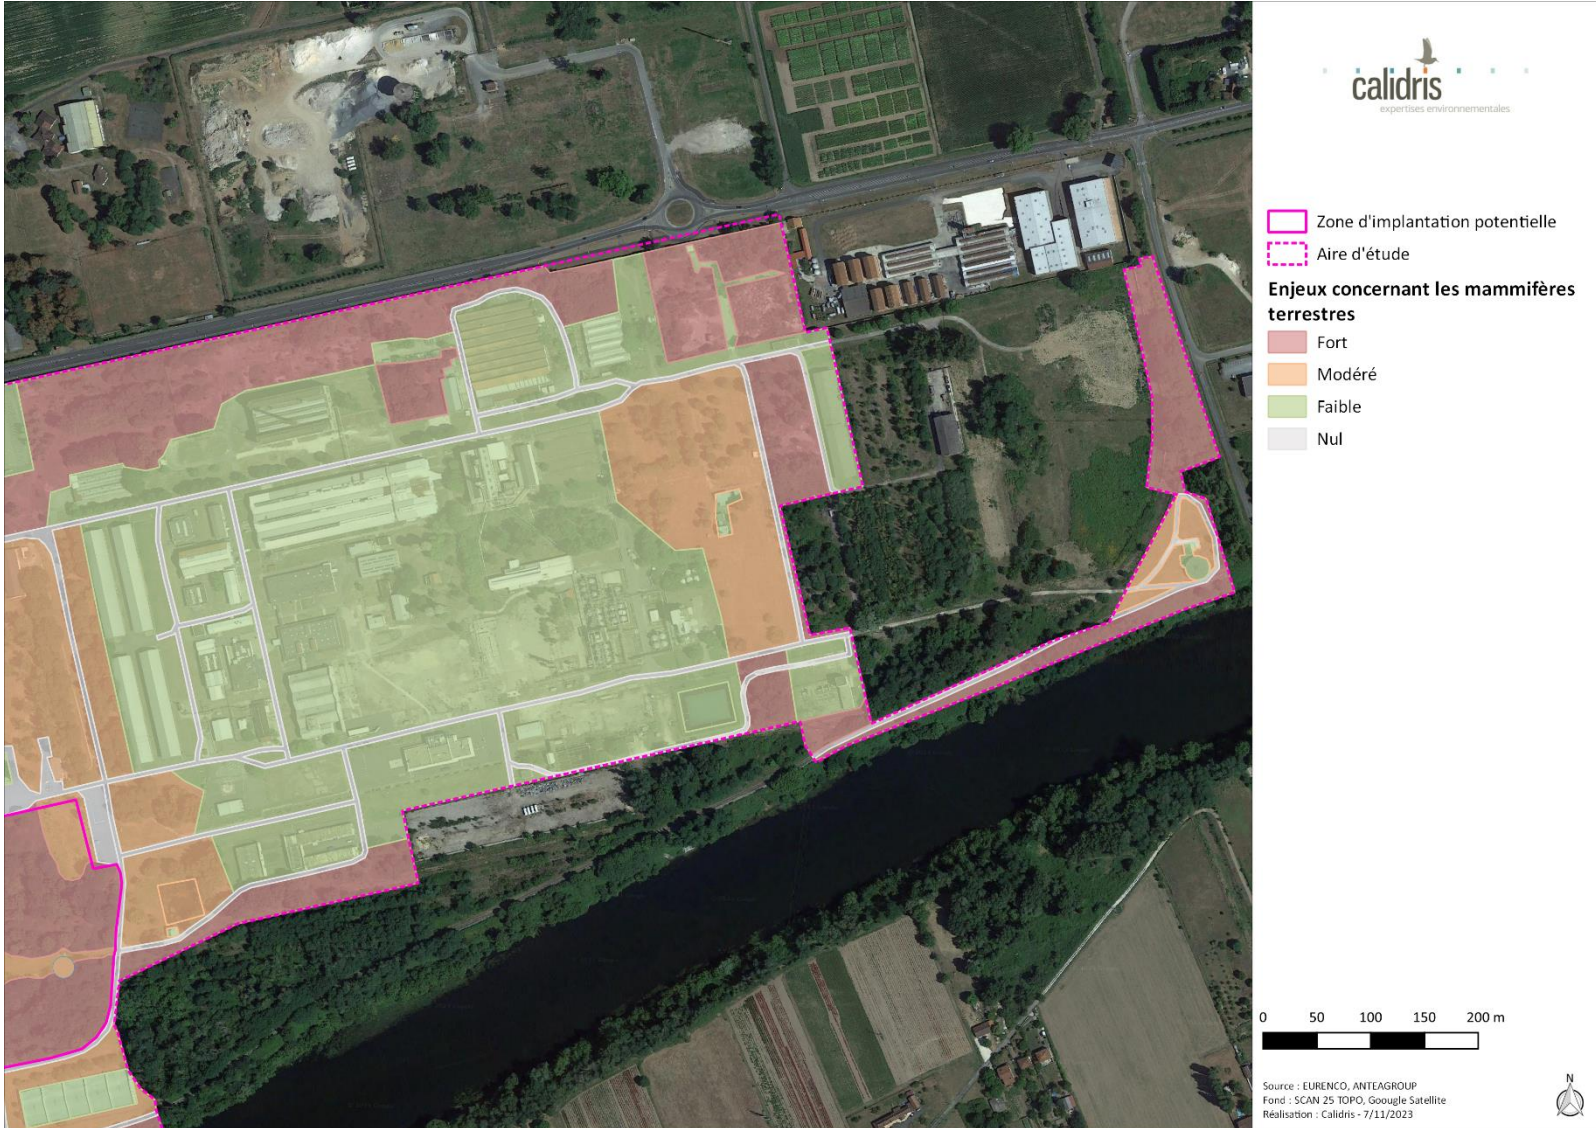 calidris
expertises environnementales
Zone d'implantation potentielle
Aire d'étude
Enjeux concernant les mammifères
terrestres
Fort
Modéré
Faible
Nul
0 50 100 150 200 m
Source : EURENCO, ANTEAGROUP
Fond : SCAN 25 TOPO, Gooogle Satellite
Réalisation : Calidris - 7/11/2023
N